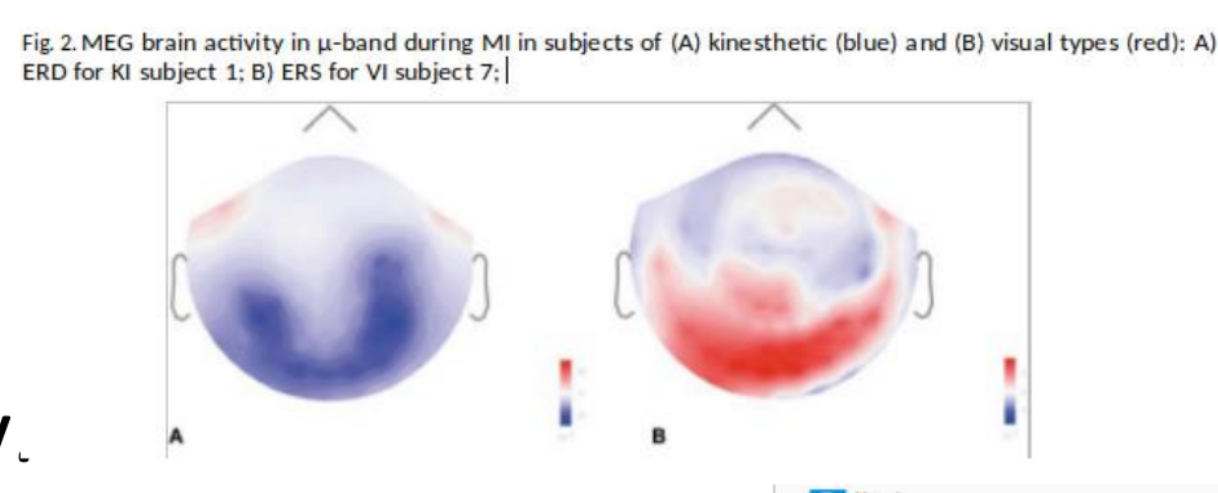 Fig. 2. MEG brain activity in μ-band during MI in subjects of (A) kinesthetic (blue) and (B) visual types (red): A)
ERD for KI subject 1; B) ERS for VI subject 7;
A
B